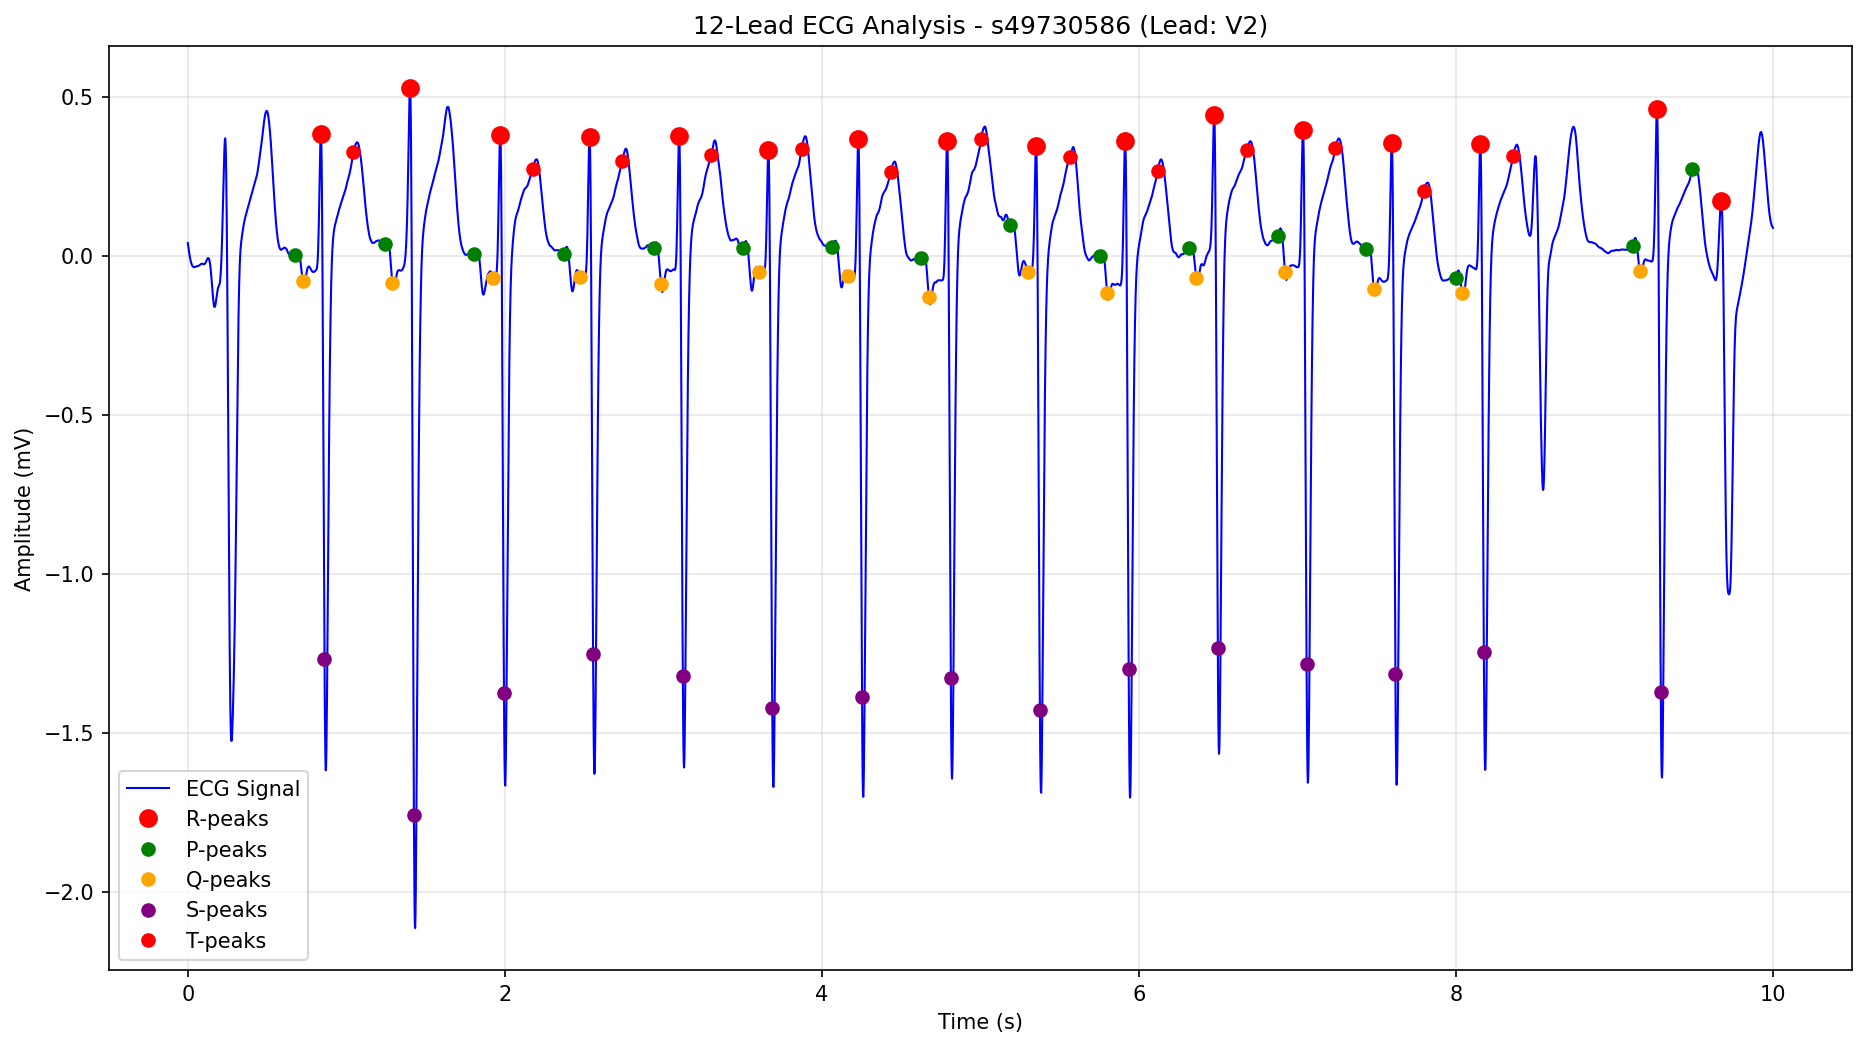 12-Lead ECG Analysis - s49730586 (Lead: V2)
Amplitude (mV)
0.5
0.0
−0.5
−1.0
−1.5
−2.0
ECG Signal
R-peaks
P-peaks
Q-peaks
S-peaks
T-peaks
0 2 4 6 8 10
Time (s)